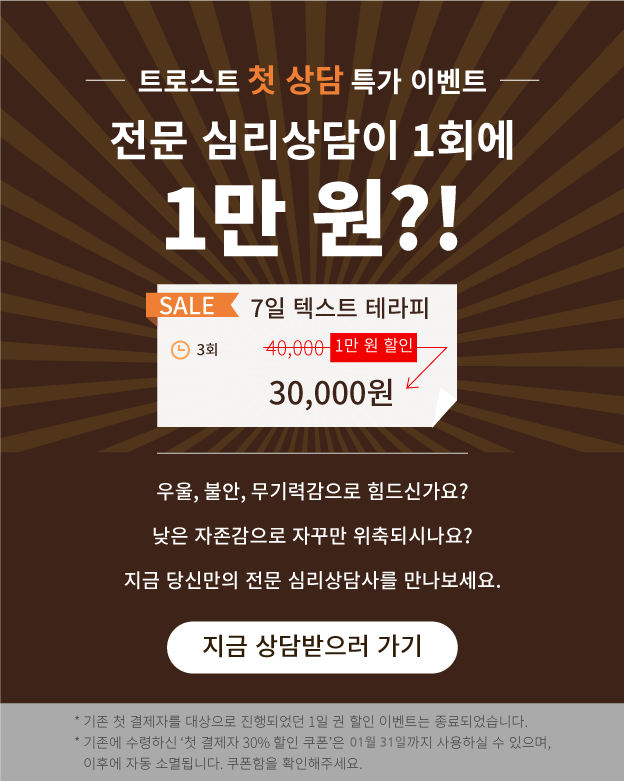 트로스트 첫 상담 특가 이벤트
전문 심리상담이 1회에
1만 원?!
SALE 7일 텍스트 테라피
3회 40,000 1만 원 할인
30,000원
우울, 불안, 무기력감으로 힘드신가요?
낮은 자존감으로 자꾸만 위축되시나요?
지금 당신만의 전문 심리상담사를 만나보세요.
지금 상담받으러 가기
* 기존 첫 결제자를 대상으로 진행되었던 1일 권 할인 이벤트는 종료되었습니다.
* 기존에 수령하신 ‘첫 결제자 30% 할인 쿠폰’은 01월 31일까지 사용하실 수 있으며,
이후에 자동 소멸됩니다. 쿠폰함을 확인해주세요.